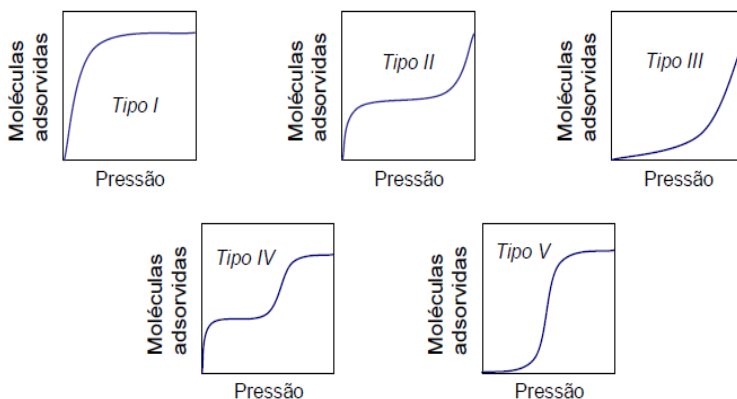 Moléculas
adsorvidas
Tipo I
Pressão
Moléculas
adsorvidas
Tipo II
Pressão
Moléculas
adsorvidas
Tipo III
Pressão
Moléculas
adsorvidas
Tipo IV
Pressão
Moléculas
adsorvidas
Tipo V
Pressão